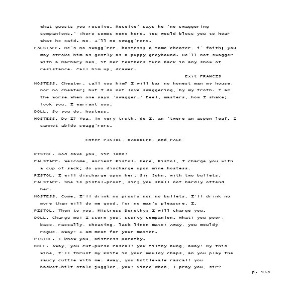 what guests you receive. Receive' says he 'no swaggering
companions.' There comes none here. You would bless you to hear
what he said. No, I'll no swagg'rers.
FALSTAFF. He's no swagg'rer, hostess; a tame cheater, i' faith; you
may stroke him as gently as a puppy greyhound. He'll not swagger
with a Barbary hen, if her feathers turn back in any show of
resistance. Call him up, drawer.
Exit FRANCIS
HOSTESS. Cheater, call you him? I will bar no honest man my house,
nor no cheater; but I do not love swaggering, by my troth. I am
the worse when one says 'swagger.' Feel, masters, how I shake;
look you, I warrant you.
DOLL. So you do, hostess.
HOSTESS. Do I? Yea, in very truth, do I, an 'twere an aspen leaf. I
cannot abide swagg'rers.
Enter PISTOL, BARDOLPH, and PAGE
PISTOL. God save you, Sir John!
FALSTAFF. Welcome, Ancient Pistol. Here, Pistol, I charge you with
a cup of sack; do you discharge upon mine hostess.
PISTOL. I will discharge upon her, Sir John, with two bullets.
FALSTAFF. She is pistol-proof, sir; you shall not hardly offend
her.
HOSTESS. Come, I'll drink no proofs nor no bullets. I'll drink no
more than will do me good, for no man's pleasure, I.
PISTOL. Then to you, Mistress Dorothy; I will charge you.
DOLL. Charge me! I scorn you, scurvy companion. What! you poor,
base, rascally, cheating, lack-linen mate! Away, you mouldy
rogue, away! I am meat for your master.
PISTOL. I know you, Mistress Dorothy.
DOLL. Away, you cut-purse rascal! you filthy bung, away! By this
wine, I'll thrust my knife in your mouldy chaps, an you play the
saucy cuttle with me. Away, you bottle-ale rascal! you
basket-hilt stale juggler, you! Since when, I pray you, sir?